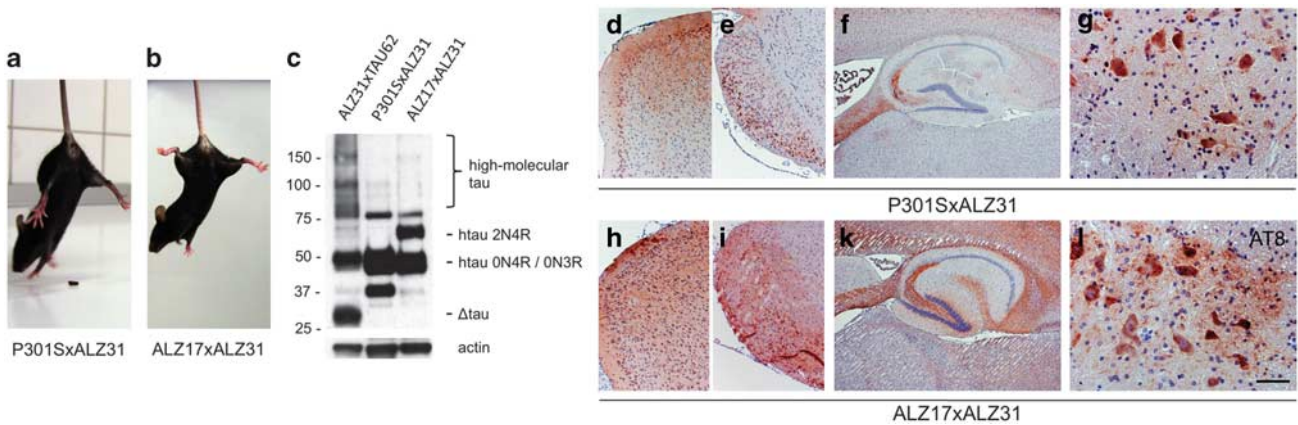 a
b
c
ALZ31xTAU62
P301SxALZ31
ALZ17xALZ31
150 -
100 -
75 -
50 -
37 -
25 -
high-molecular
tau
- htau 2N4R
- htau 0N4R / 0N3R
- Δtau
actin
P301SxALZ31
ALZ17xALZ31
d
e
f
g
P301SxALZ31
h
i
k
l
AT8
ALZ17xALZ31